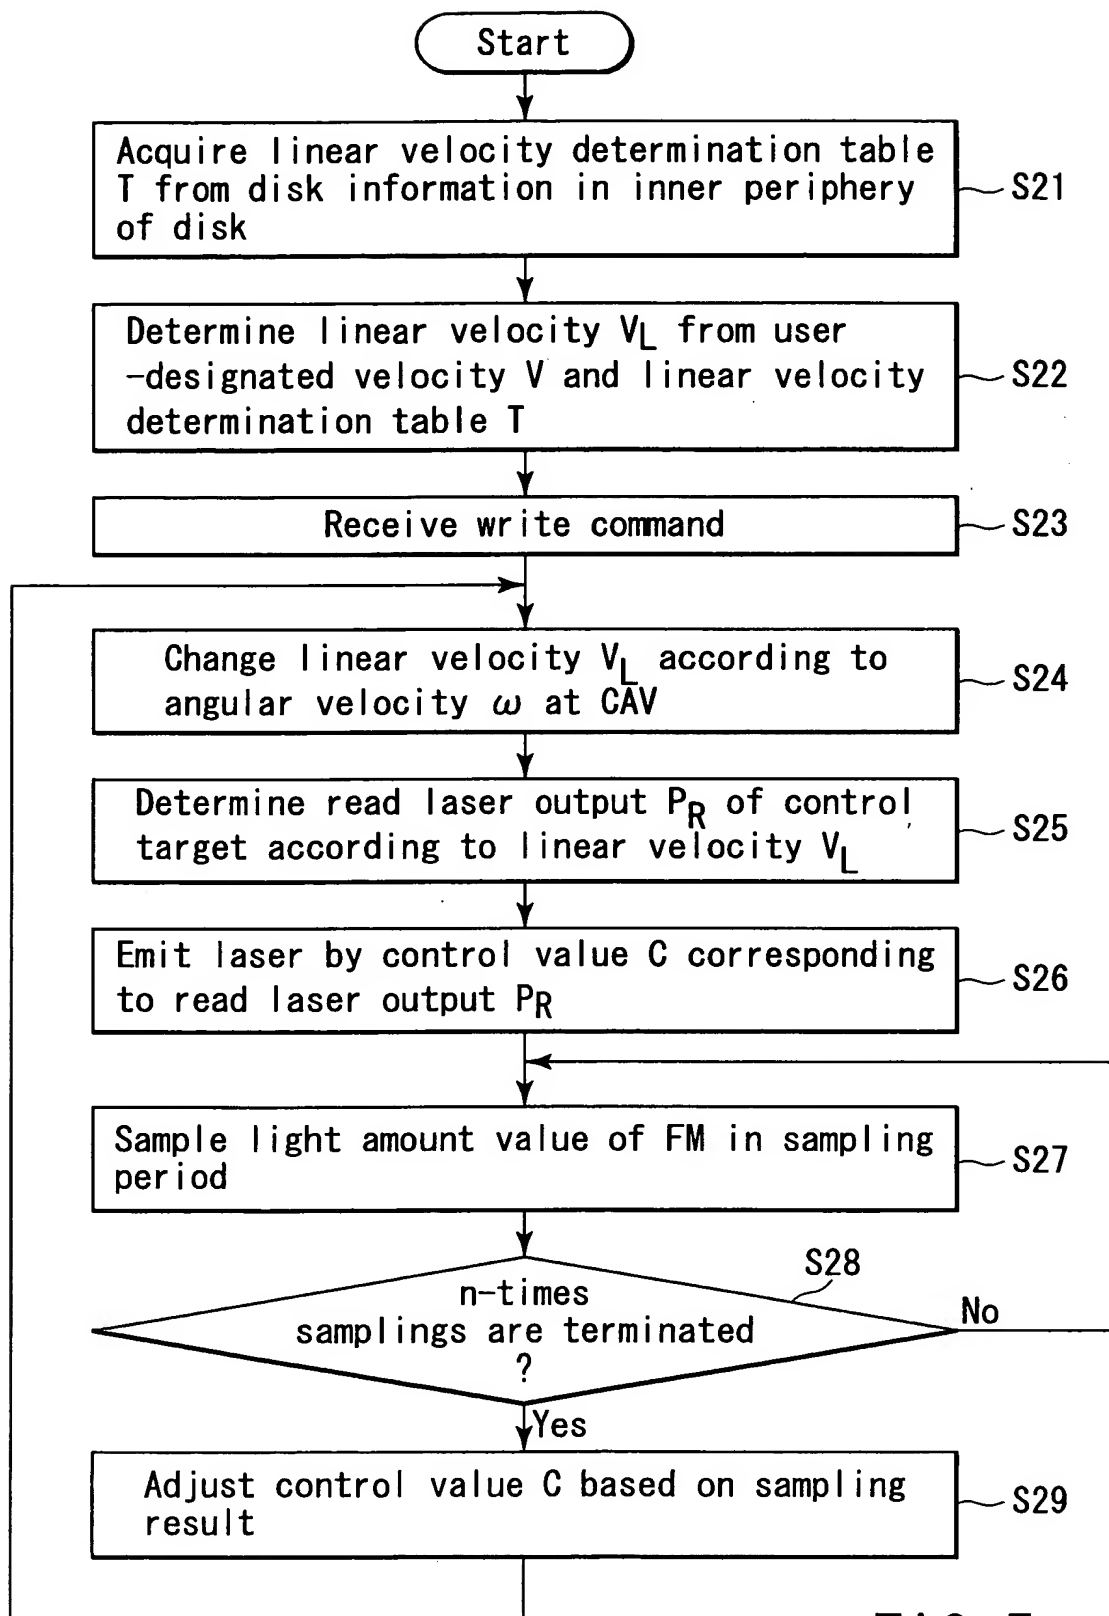 Start
Acquire linear velocity determination table
T from disk information in inner periphery
of disk
S21
Determine linear velocity VL from user
-designated velocity V and linear velocity
determination table T
S22
Receive write command
S23
Change linear velocity VL according to
angular velocity ω at CAV
S24
Determine read laser output PR of control
target according to linear velocity VL
S25
Emit laser by control value C corresponding
to read laser output PR
S26
Sample light amount value of FM in sampling
period
S27
S28
n-times
samplings are terminated
?
No
Yes
Adjust control value C based on sampling
result
S29